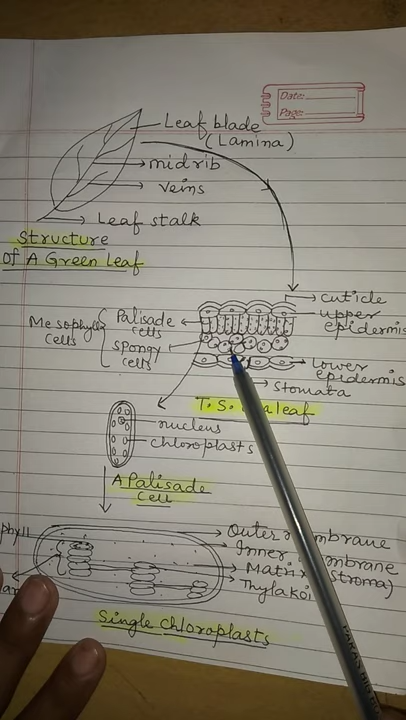 Date:
Page:
Leaf blade
(Lamina)
midrib
veins
Leaf stalk
Structure
of A Green Leaf
cuticle
upper
epidermis
Mesophyll
cells
Palisade
cells
spongy
cells
Lower
epidermis
stomata
T.S. leaf
nucleus
chloroplasts
A Palisade
Cell
phyll
Outer membrane
Inner membrane
Matrix (stroma)
Thylakoi
Single Chloroplasts